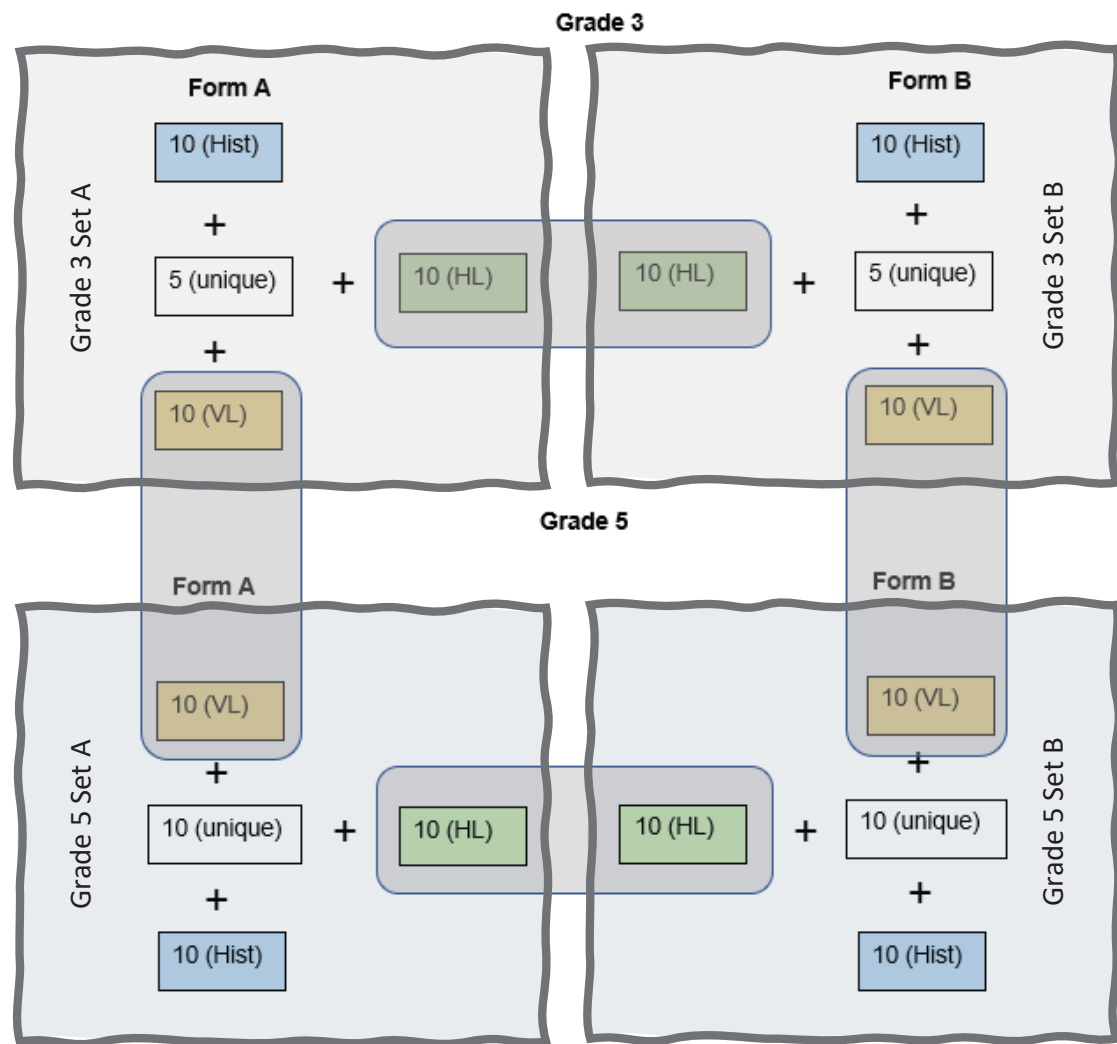 Grade 3
Form A
Form B
10 (Hist)
10 (Hist)
+
+
Grade 3 Set A
5 (unique)
+
10 (HL)
10 (HL)
+
5 (unique)
Grade 3 Set B
+
+
10 (VL)
10 (VL)
Grade 5
Form A
Form B
10 (VL)
10 (VL)
+
+
Grade 5 Set A
10 (unique)
+
10 (HL)
10 (HL)
+
10 (unique)
Grade 5 Set B
+
+
10 (Hist)
10 (Hist)